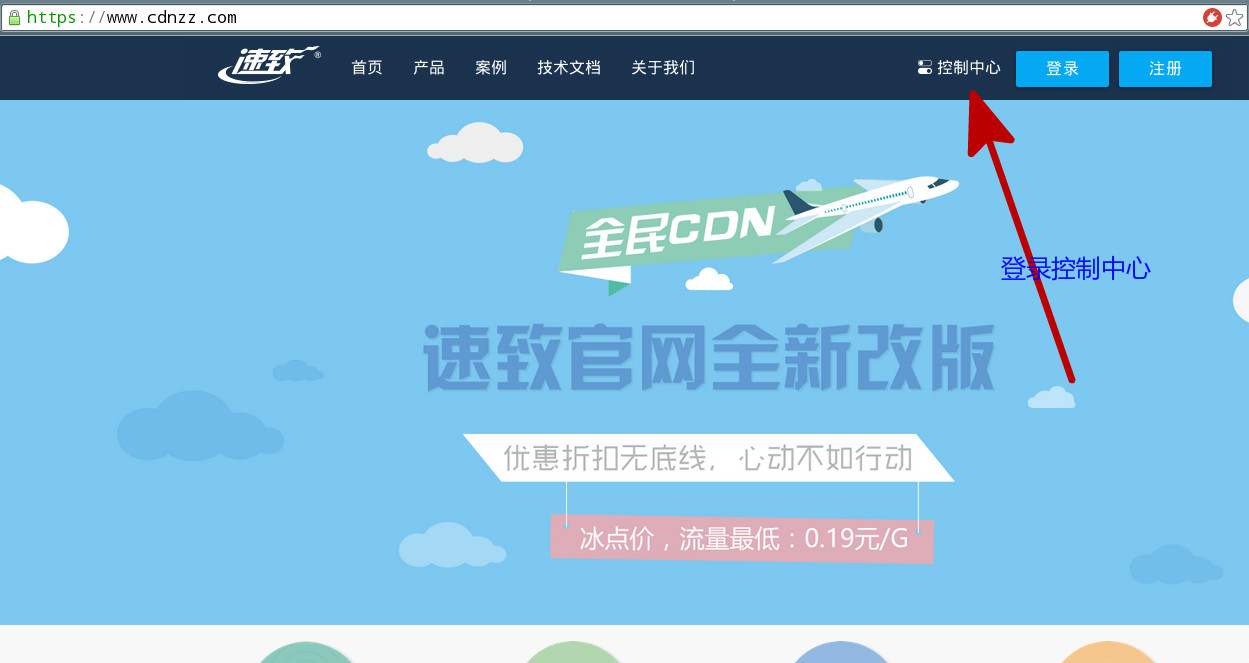 https://www.cdnzz.com
速致®
首页 产品 案例 技术文档 关于我们 控制中心 登录 注册
全民CDN
登录控制中心
速致官网全新改版
优惠折扣无底线，心动不如行动
冰点价，流量最低：0.19元/G